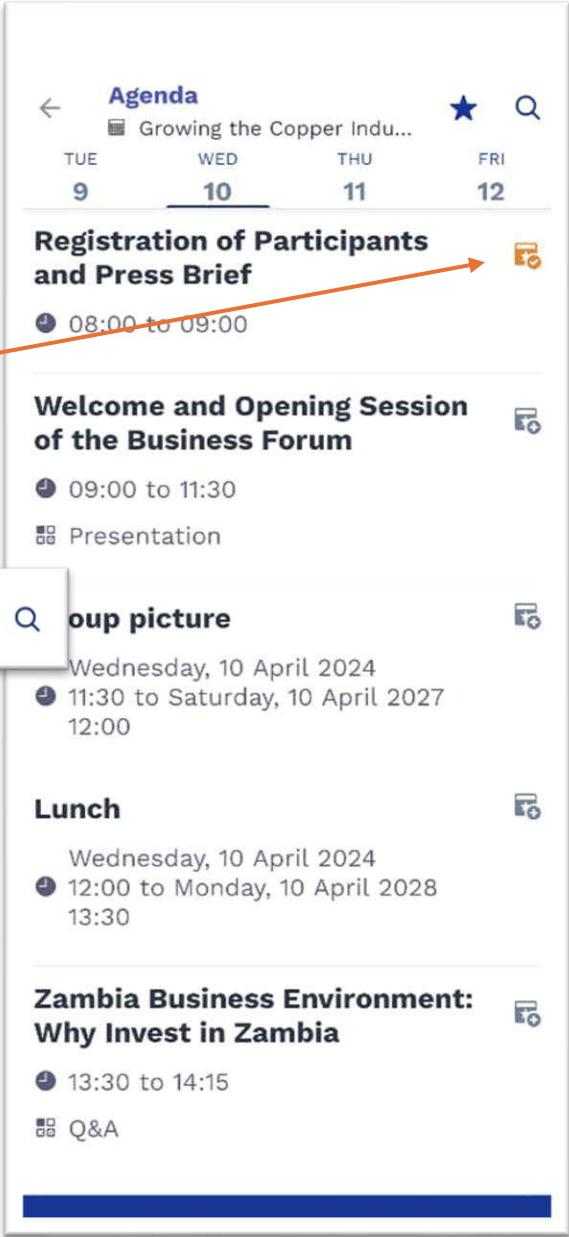 Agenda
Growing the Copper Indu...
TUE WED THU FRI
9 10 11 12
Registration of Participants
and Press Brief
08:00 to 09:00
Welcome and Opening Session
of the Business Forum
09:00 to 11:30
Presentation
oup picture
Wednesday, 10 April 2024
11:30 to Saturday, 10 April 2027
12:00
Lunch
Wednesday, 10 April 2024
12:00 to Monday, 10 April 2028
13:30
Zambia Business Environment:
Why Invest in Zambia
13:30 to 14:15
Q&A